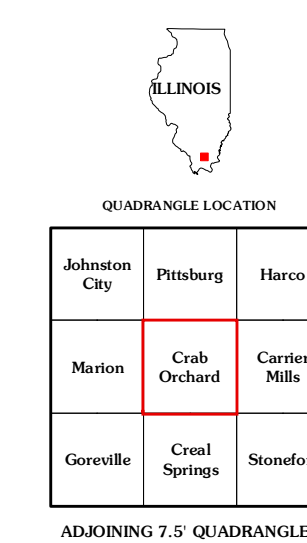 ILLINOIS
QUADRANGLE LOCATION
Johnston
City
Pittsburg
Harco
Marion
Crab
Orchard
Carrier
Mills
Goreville
Creal
Springs
Stonefo
ADJOINING 7.5' QUADRANGLE